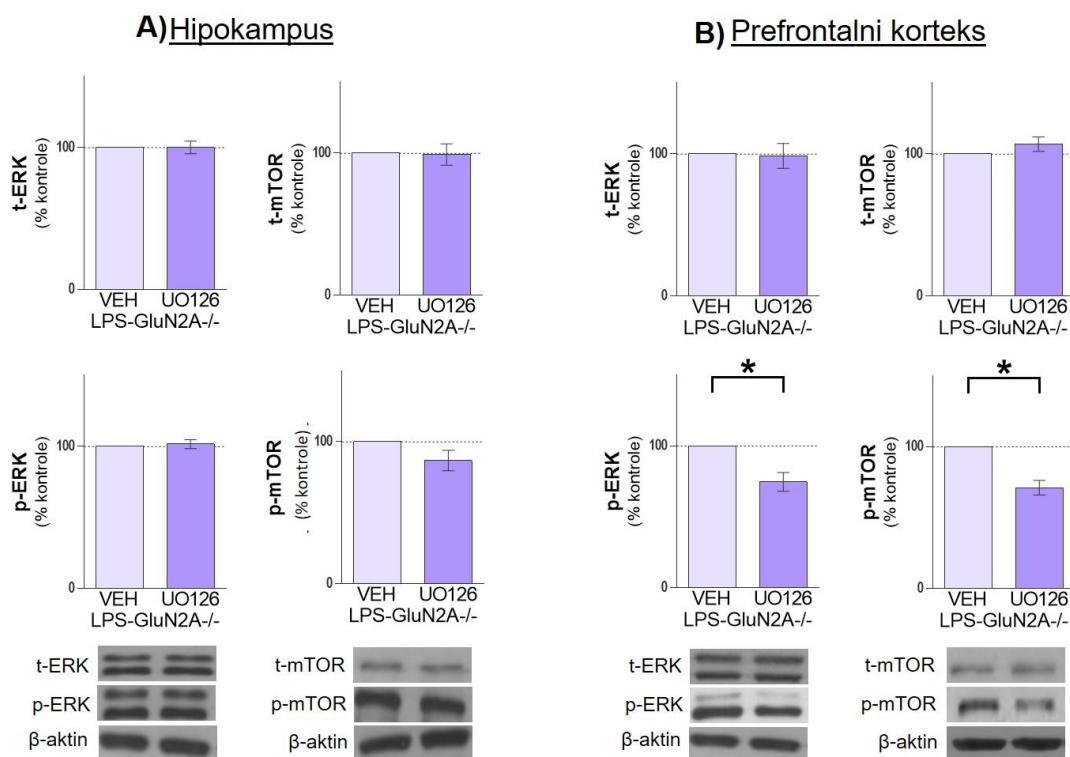 A) Hipokampus
t-ERK
(% kontrole)
100
0
VEH UO126
LPS-GluN2A-/-
t-mTOR
(% kontrole)
100
0
VEH UO126
LPS-GluN2A-/-
p-ERK
(% kontrole)
100
0
VEH UO126
LPS-GluN2A-/-
p-mTOR
(% kontrole)
100
0
VEH UO126
LPS-GluN2A-/-
t-ERK
p-ERK
β-aktin
t-mTOR
p-mTOR
β-aktin
B) Prefrontalni korteks
t-ERK
(% kontrole)
100
0
VEH UO126
LPS-GluN2A-/-
t-mTOR
(% kontrole)
100
0
VEH UO126
LPS-GluN2A-/-
*
p-ERK
(% kontrole)
100
0
VEH UO126
LPS-GluN2A-/-
*
p-mTOR
(% kontrole)
100
0
VEH UO126
LPS-GluN2A-/-
t-ERK
p-ERK
β-aktin
t-mTOR
p-mTOR
β-aktin